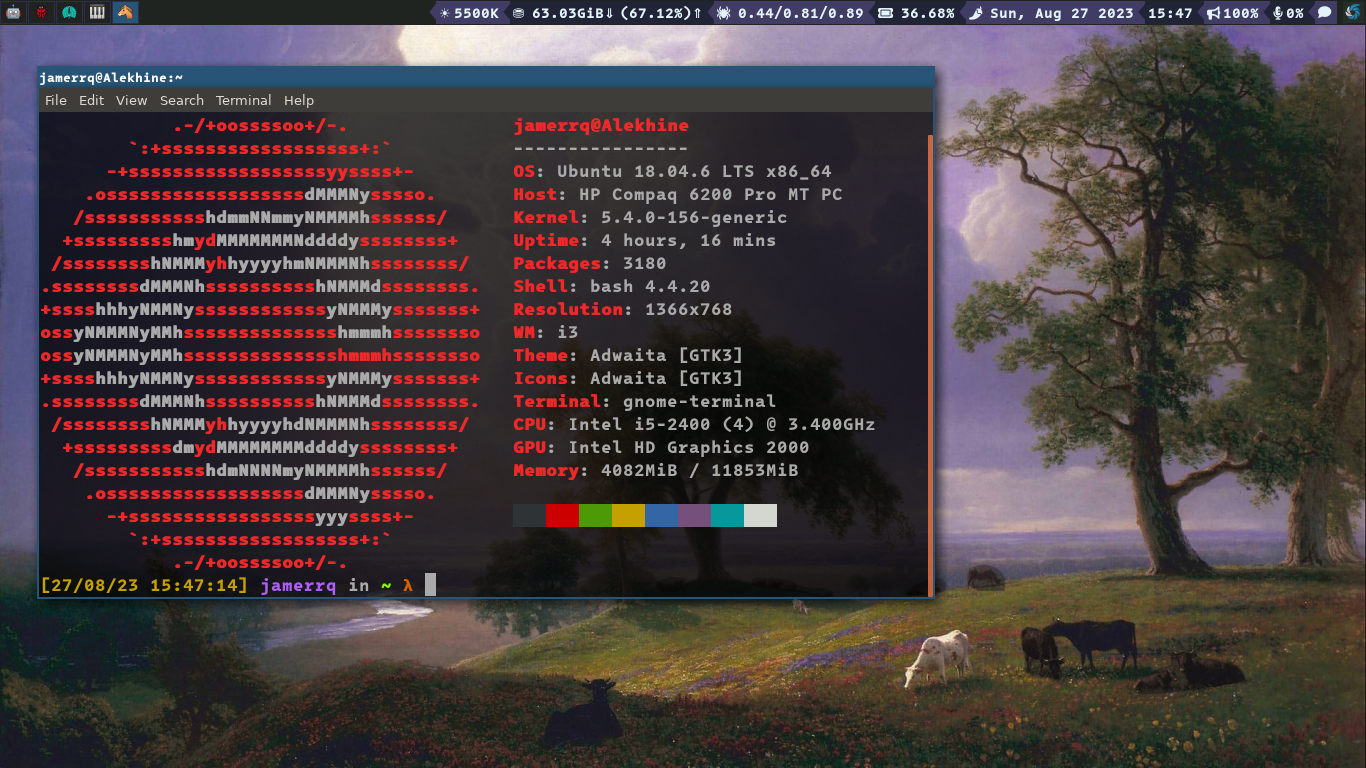 5500K 63.03GiB↓ (67.12%)↑ 0.44/0.81/0.89 36.68% Sun, Aug 27 2023 15:47 100% 0%
jamerrq@Alekhine:~
File Edit View Search Terminal Help
.-/+oossssoo+/-. jamerrq@Alekhine
`:+ssssssssssssssssss+:` ----------------
-+ssssssssssssssssssyyssss+- OS: Ubuntu 18.04.6 LTS x86_64
.ossssssssssssssssssdMMMNysssso. Host: HP Compaq 6200 Pro MT PC
/ssssssssssshdmmNNmmyNMMMMhssssss/ Kernel: 5.4.0-156-generic
+ssssssssshmydMMMMMMMNddddyssssssss+ Uptime: 4 hours, 16 mins
/sssssssshNMMMyhhyyyyhmNMMMNhssssssss/ Packages: 3180
.ssssssssdMMMNhsssssssssshNMMMdssssssss. Shell: bash 4.4.20
+sssshhhyNMMNyssssssssssssyNMMMysssssss+ Resolution: 1366x768
ossyNMMMNyMMhsssssssssssssshmmmhssssssso WM: i3
ossyNMMMNyMMhsssssssssssssshmmmhssssssso Theme: Adwaita [GTK3]
+sssshhhyNMMNyssssssssssssyNMMMysssssss+ Icons: Adwaita [GTK3]
.ssssssssdMMMNhsssssssssshNMMMdssssssss. Terminal: gnome-terminal
/sssssssshNMMMyhhyyyyhdNMMMNhssssssss/ CPU: Intel i5-2400 (4) @ 3.400GHz
+sssssssssdmydMMMMMMMMddddyssssssss+ GPU: Intel HD Graphics 2000
/ssssssssssshdmNNNNmyNMMMMhssssss/ Memory: 4082MiB / 11853MiB
.ossssssssssssssssssdMMMNysssso.
-+sssssssssssssssssyyyssss+-
`:+ssssssssssssssssss+:`
.-/+oossssoo+/-.
[27/08/23 15:47:14] jamerrq in ~ λ